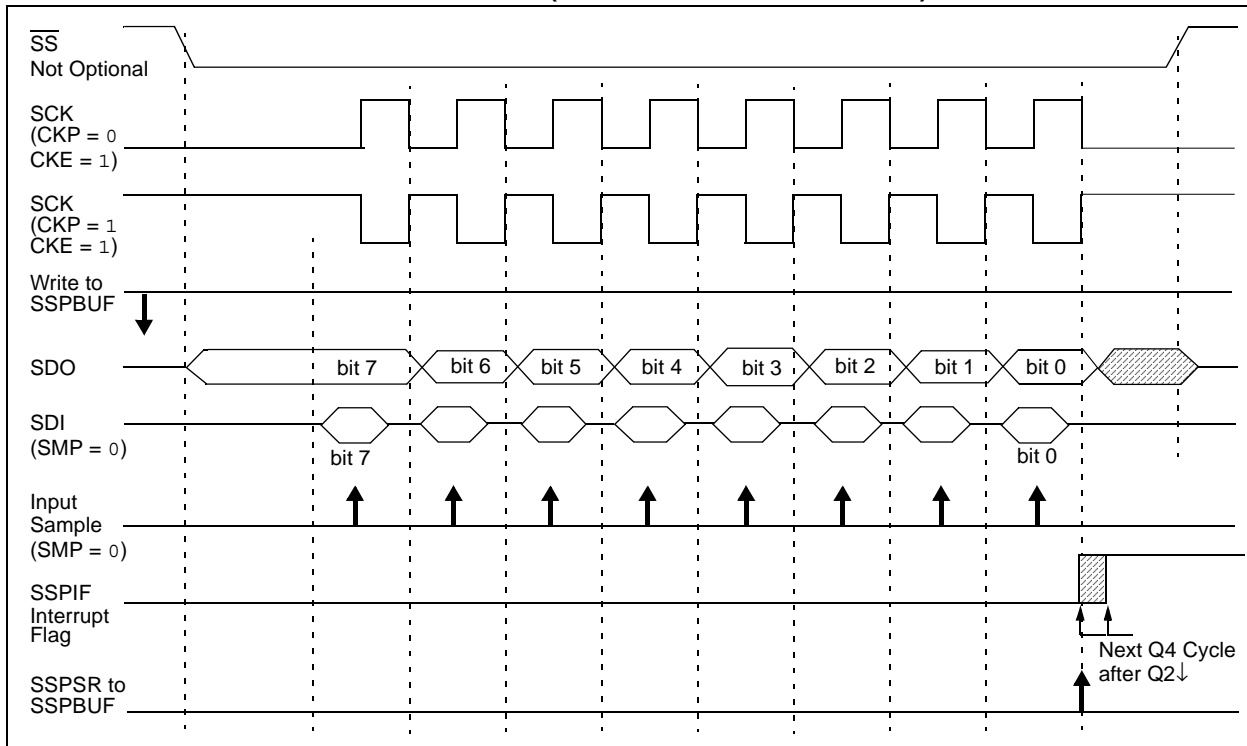 SS
Not Optional
SCK
(CKP = 0
CKE = 1)
SCK
(CKP = 1
CKE = 1)
Write to
SSPBUF
SDO
bit 7 bit 6 bit 5 bit 4 bit 3 bit 2 bit 1 bit 0
SDI
(SMP = 0)
bit 7 bit 0
Input
Sample
(SMP = 0)
SSPIF
Interrupt
Flag
Next Q4 Cycle
after Q2↓
SSPSR to
SSPBUF